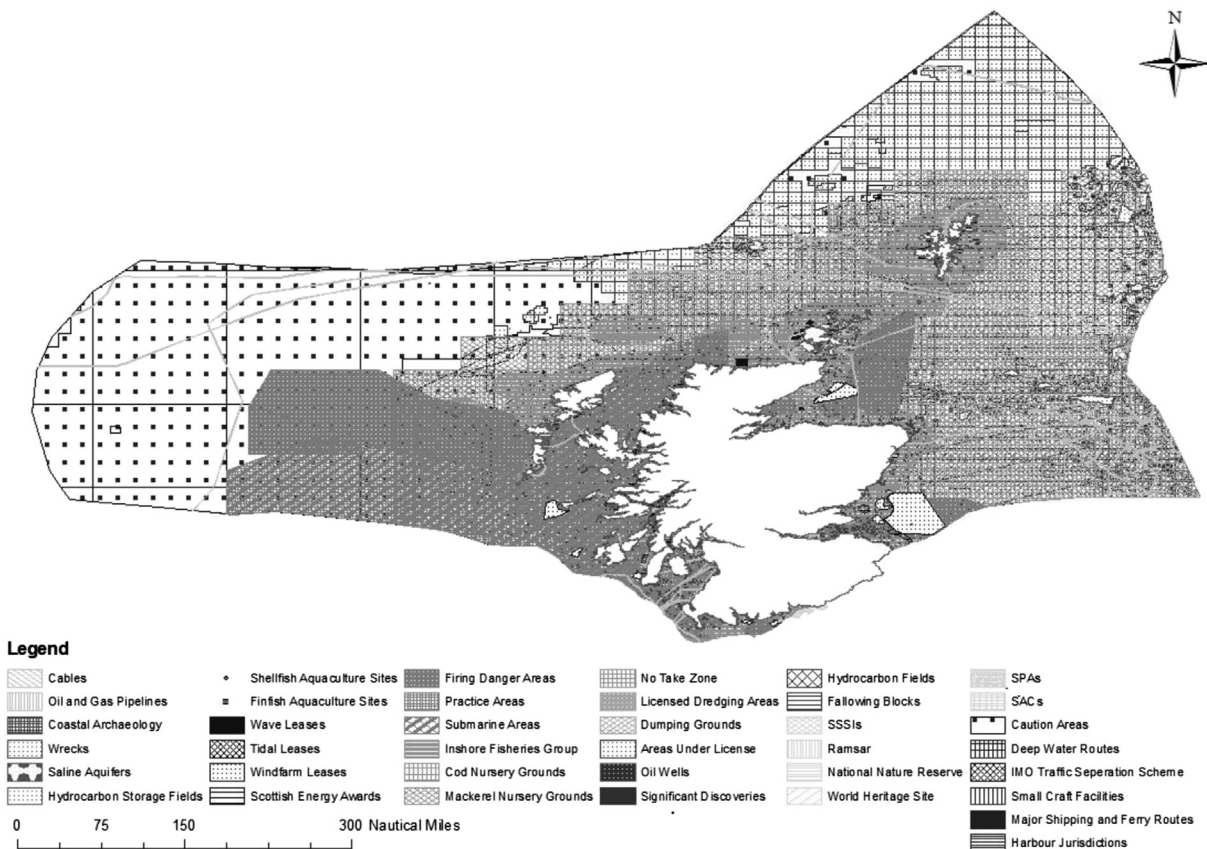 N
Legend
Cables
Oil and Gas Pipelines
Coastal Archaeology
Wrecks
Saline Aquifers
Hydrocarbon Storage Fields
Shellfish Aquaculture Sites
Finfish Aquaculture Sites
Wave Leases
Tidal Leases
Windfarm Leases
Scottish Energy Awards
Firing Danger Areas
Practice Areas
Submarine Areas
Inshore Fisheries Group
Cod Nursery Grounds
Mackerel Nursery Grounds
No Take Zone
Licensed Dredging Areas
Dumping Grounds
Areas Under License
Oil Wells
Significant Discoveries
Hydrocarbon Fields
Fallowing Blocks
SSSIs
Ramsar
National Nature Reserve
World Heritage Site
SPAs
SACs
Caution Areas
Deep Water Routes
IMO Traffic Seperation Scheme
Small Craft Facilities
Major Shipping and Ferry Routes
Harbour Jurisdictions
0 75 150 300 Nautical Miles